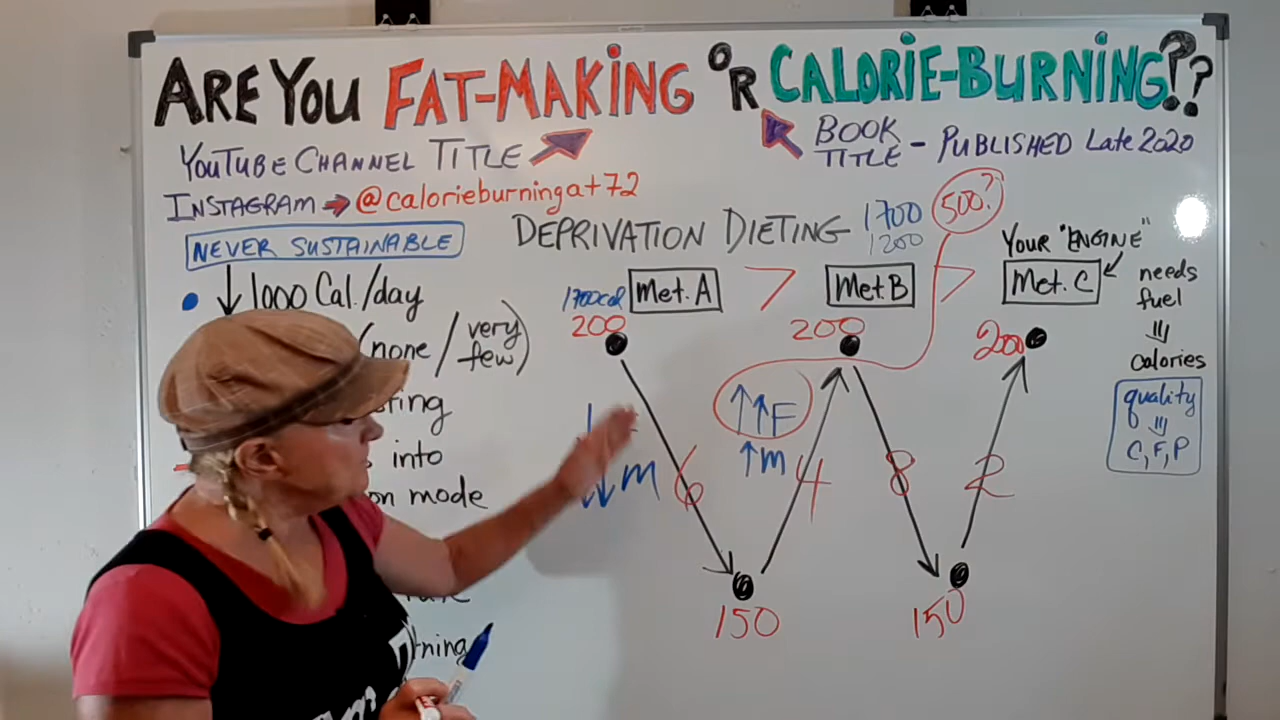 ARE YOU FAT-MAKING OR CALORIE-BURNING??
YOUTUBE CHANNEL TITLE
BOOK TITLE - PUBLISHED Late 2020
INSTAGRAM → @calorieburningat72
NEVER SUSTAINABLE
DEPRIVATION DIETING 1700 1200
500?
YOUR "ENGINE"
↓ 1000 Cal./day
(none / very few)
into
on mode
1700cal
Met. A > Met. B > Met. C
needs fuel
⇓
calories
quality
⇓
C, F, P
200 200 200
↑↑F
↑m
↓↓m
6 4 8 2
150 150